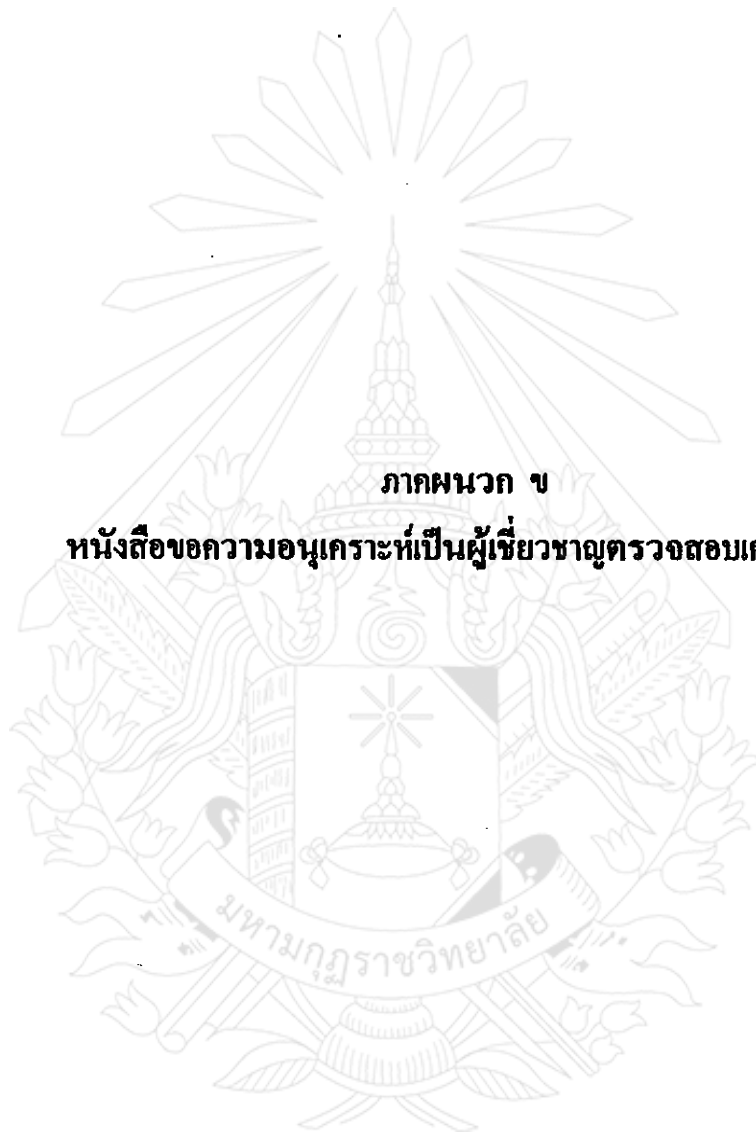 ภาคผนวก ข
หนังสือขอความอนุเคราะห์เป็นผู้เชี่ยวชาญตรวจสอบ
มหามกุฏราชวิทยาลัย